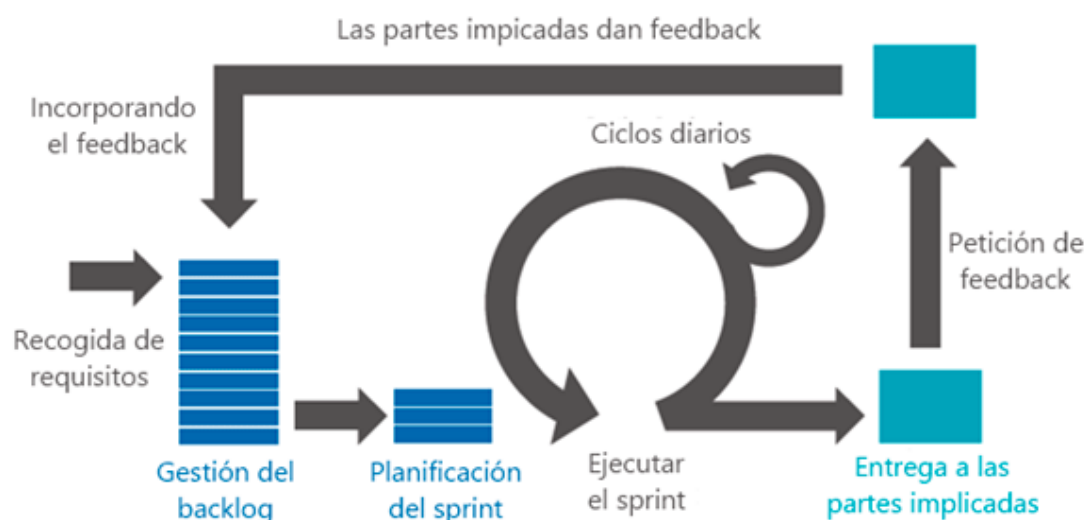 Las partes impicadas dan feedback
Incorporando
el feedback
Ciclos diarios
Petición de
feedback
Recogida de
requisitos
Gestión del
backlog
Planificación
del sprint
Ejecutar
el sprint
Entrega a las
partes implicadas